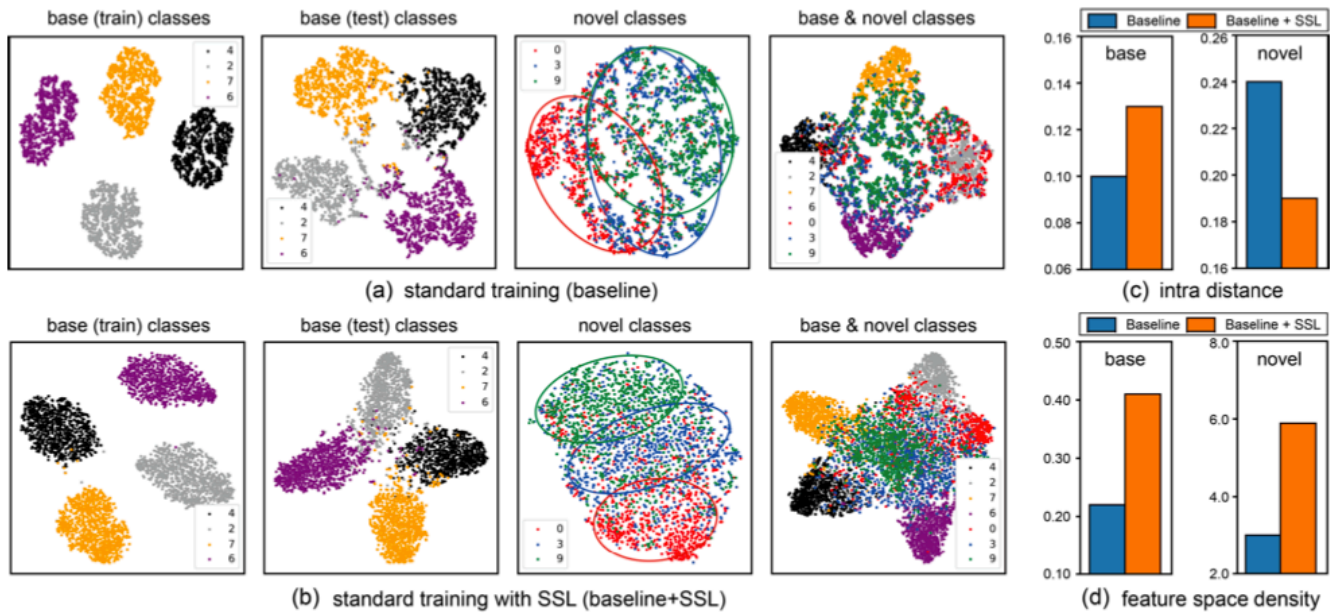 base (train) classes
base (test) classes
novel classes
base & novel classes
Baseline
Baseline + SSL
4
2
7
6
4
2
7
6
0
3
9
4
2
7
6
0
3
9
0.16
0.14
0.12
0.10
0.08
0.06
base
0.26
0.24
0.22
0.20
0.18
0.16
novel
(a) standard training (baseline)
(c) intra distance
base (train) classes
base (test) classes
novel classes
base & novel classes
Baseline
Baseline + SSL
4
2
7
6
4
2
7
6
0
3
9
4
2
7
6
0
3
9
0.50
0.40
0.30
0.20
0.10
base
8.0
6.0
4.0
2.0
novel
(b) standard training with SSL (baseline+SSL)
(d) feature space density